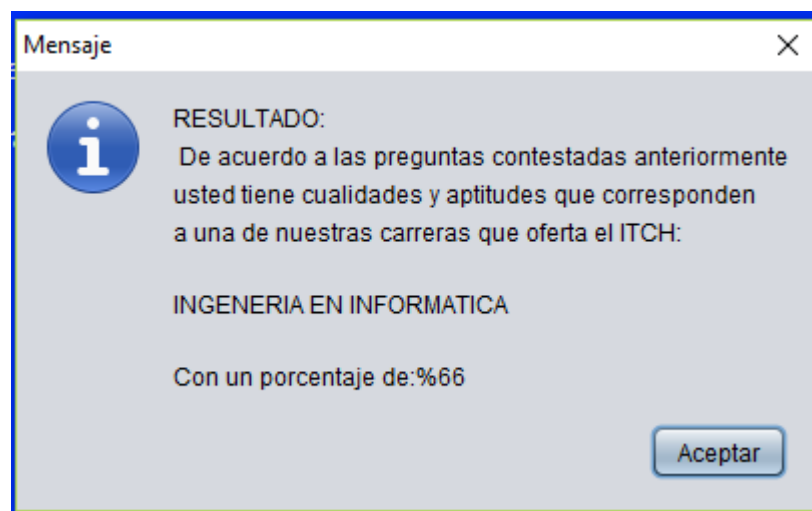 Mensaje
RESULTADO:
De acuerdo a las preguntas contestadas anteriormente
usted tiene cualidades y aptitudes que corresponden
a una de nuestras carreras que oferta el ITCH:
INGENERIA EN INFORMATICA
Con un porcentaje de:%66
Aceptar